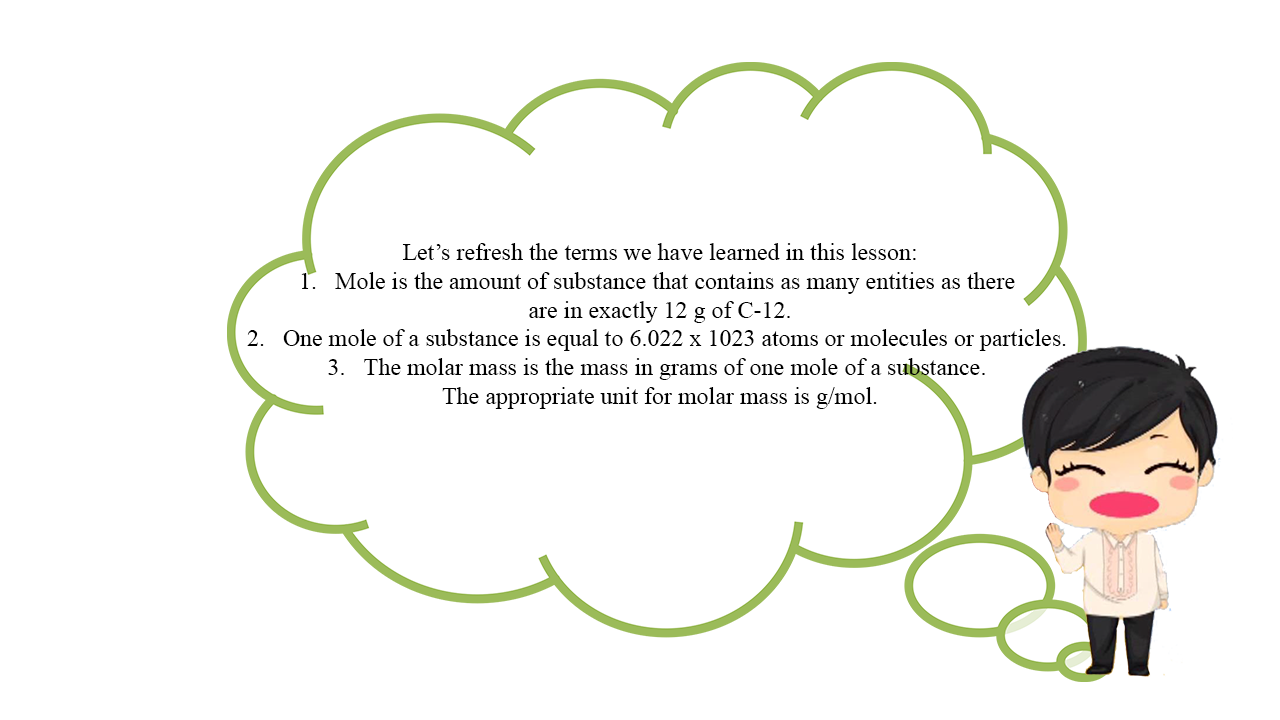 Let’s refresh the terms we have learned in this lesson:
1. Mole is the amount of substance that contains as many entities as there
are in exactly 12 g of C-12.
2. One mole of a substance is equal to 6.022 x 1023 atoms or molecules or particles.
3. The molar mass is the mass in grams of one mole of a substance.
The appropriate unit for molar mass is g/mol.